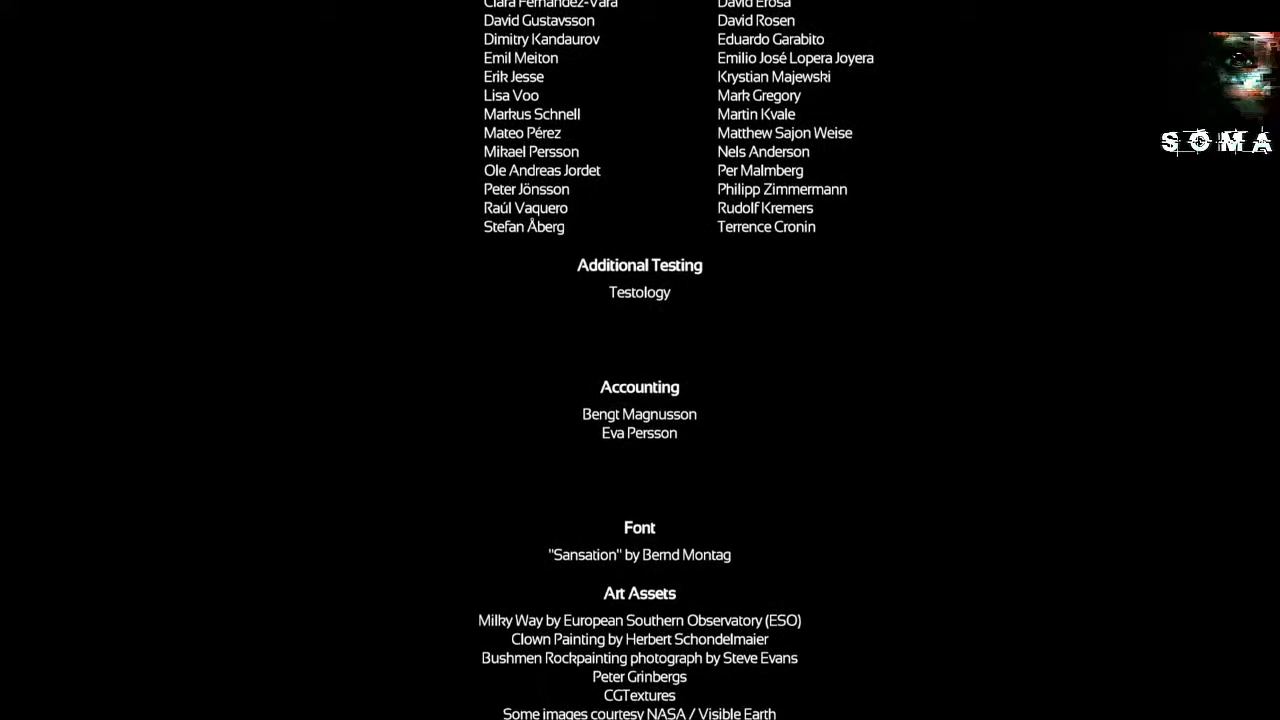 Clara Fernández-Vara
David Erosa
David Gustavsson
David Rosen
Dimitry Kandaurov
Eduardo Garabito
Emil Meiton
Emilio José Lopera Joyera
Erik Jesse
Krystian Majewski
Lisa Voo
Mark Gregory
Markus Schnell
Martin Kvale
Mateo Pérez
Matthew Sajon Weise
Mikael Persson
Nels Anderson
Ole Andreas Jordet
Per Malmberg
Peter Jönsson
Philipp Zimmermann
Raúl Vaquero
Rudolf Kremers
Stefan Åberg
Terrence Cronin
SOMA
Additional Testing
Testology
Accounting
Bengt Magnusson
Eva Persson
Font
"Sansation" by Bernd Montag
Art Assets
Milky Way by European Southern Observatory (ESO)
Clown Painting by Herbert Schondelmaier
Bushmen Rockpainting photograph by Steve Evans
Peter Grinbergs
CGTextures
Some images courtesy NASA / Visible Earth